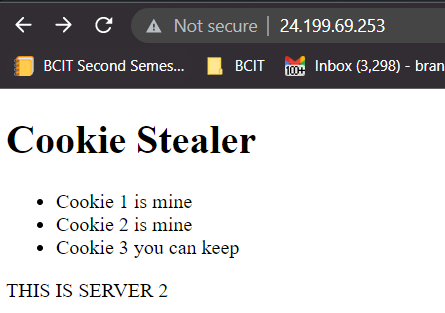 Not secure | 24.199.69.253
BCIT Second Semes... BCIT 100+ Inbox (3,298) - bran
Cookie Stealer
• Cookie 1 is mine
• Cookie 2 is mine
• Cookie 3 you can keep
THIS IS SERVER 2